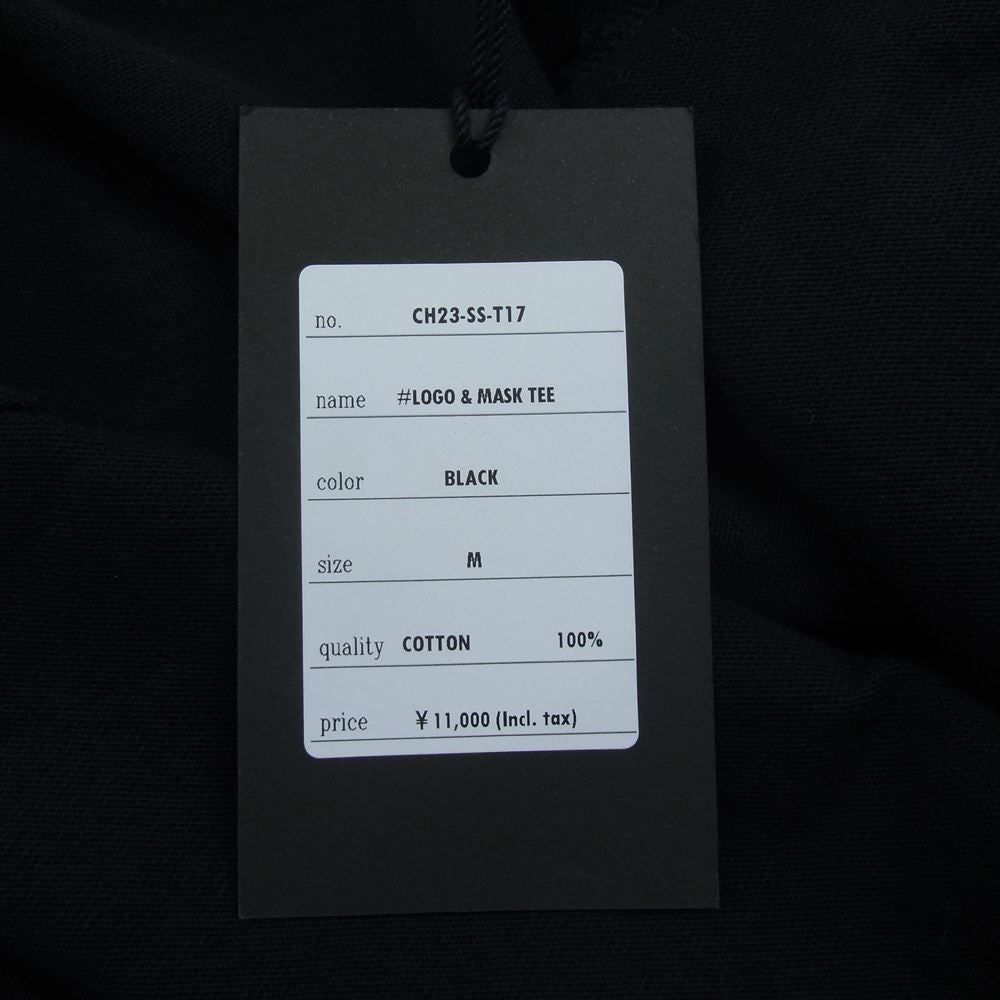 no. CH23-SS-T17
name #LOGO & MASK TEE
color BLACK
size M
quality COTTON 100%
price ¥ 11,000 (Incl. tax)